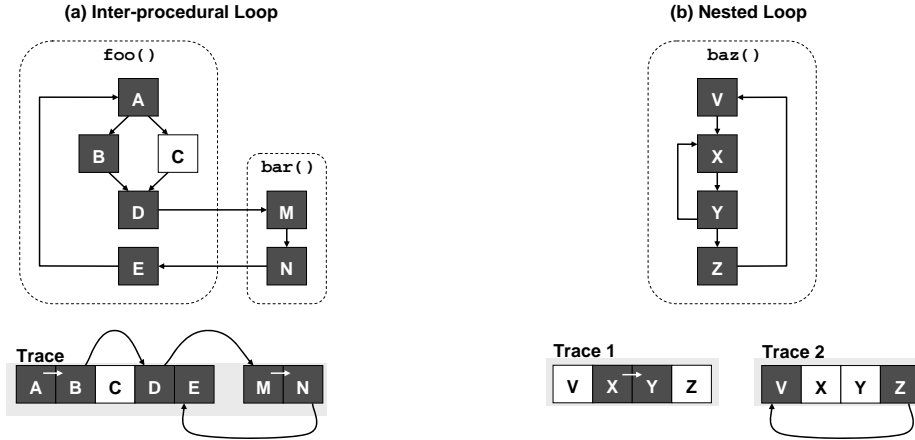 (a) Inter-procedural Loop
foo()
A
B
C
D
E
bar()
M
N
Trace
A B C D E
M N
(b) Nested Loop
baz()
V
X
Y
Z
Trace 1
V X Y Z
Trace 2
V X Y Z